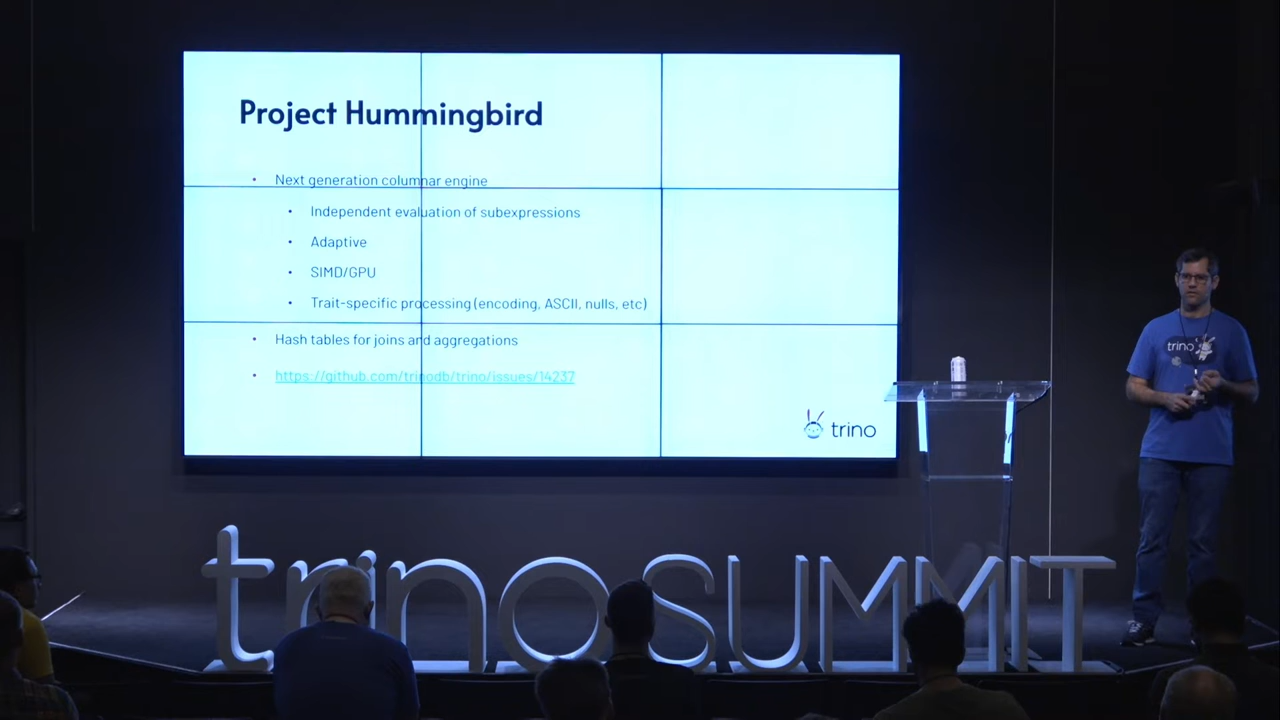 Project Hummingbird
• Next generation columnar engine
• Independent evaluation of subexpressions
• Adaptive
• SIMD/GPU
• Trait-specific processing (encoding, ASCII, nulls, etc)
• Hash tables for joins and aggregations
• https://github.com/trinodb/trino/issues/14237
trino
trino
trinoSUMMIT